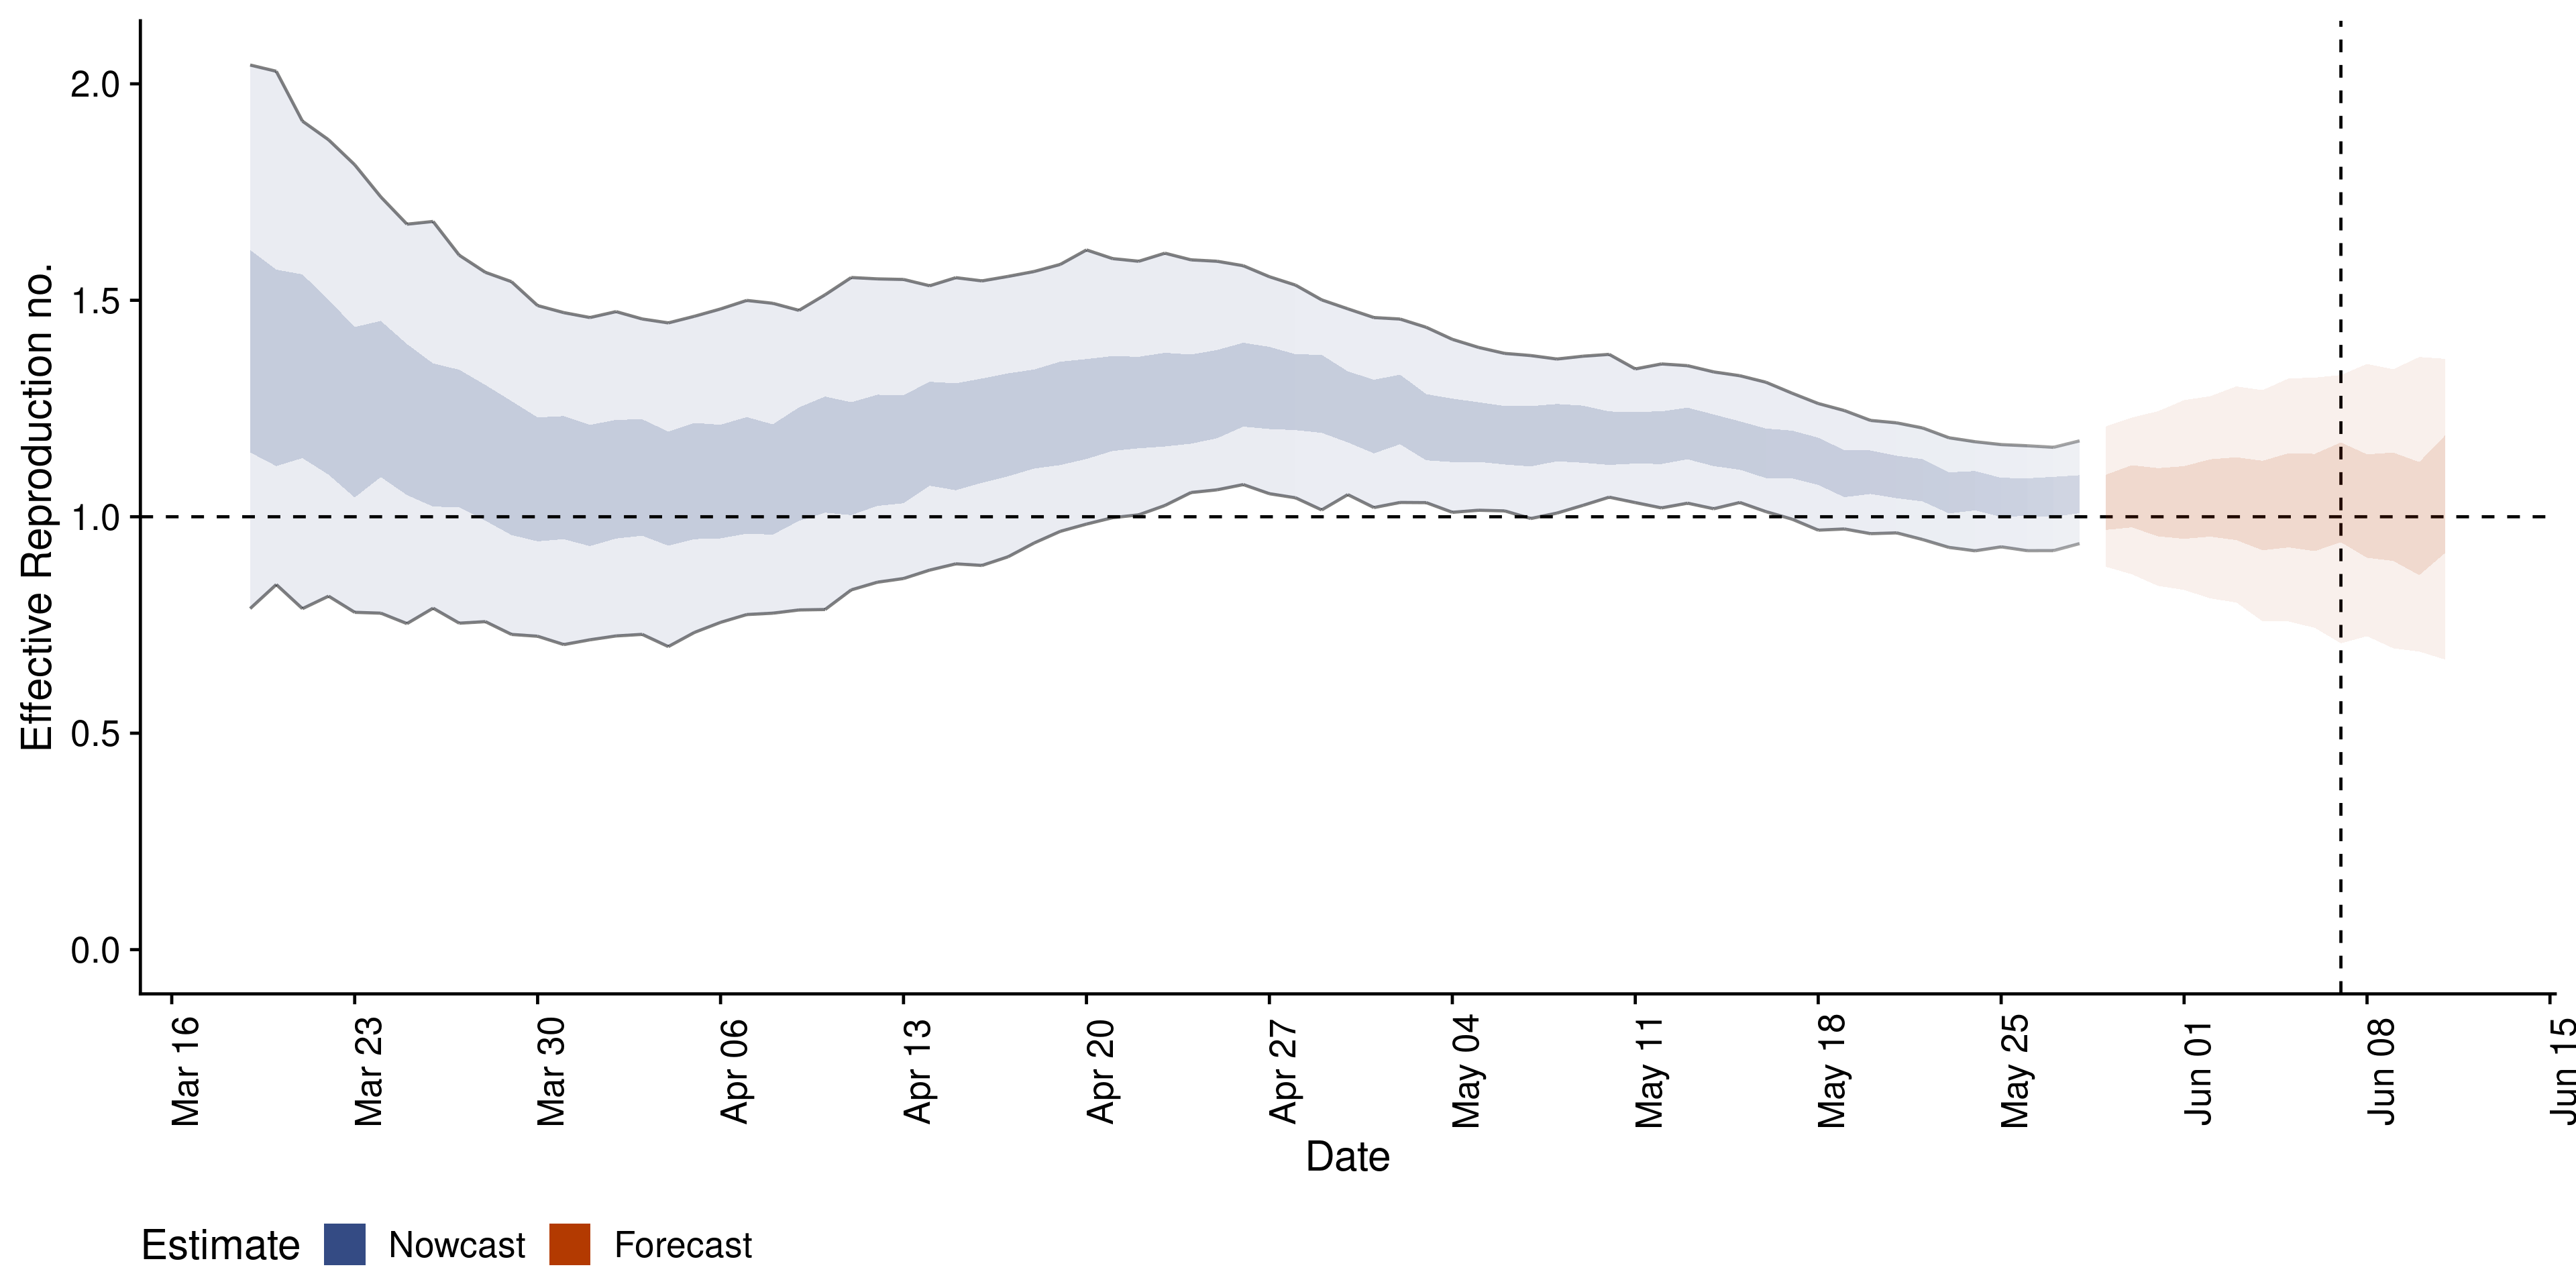 Effective Reproduction no.
2.0
1.5
1.0
0.5
0.0
Mar 16
Mar 23
Mar 30
Apr 06
Apr 13
Apr 20
Apr 27
May 04
May 11
May 18
May 25
Jun 01
Jun 08
Jun 15
Date
Estimate Nowcast Forecast